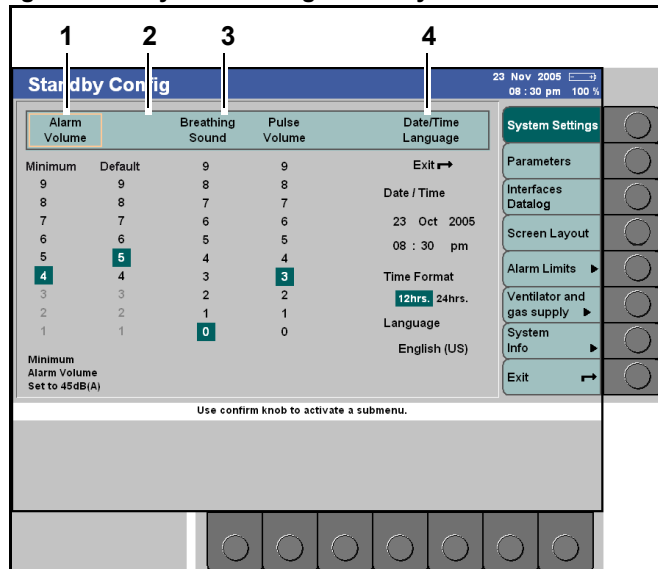 1 2 3 4
Standby Config
23 Nov 2005
08 : 30 pm 100 %
Alarm Volume
Breathing Sound
Pulse Volume
Date/Time Language
Minimum Default 9 9 Exit
9 9 8 8
8 8 7 7 Date / Time
7 7 6 6 23 Oct 2005
6 6 5 5 08 : 30 pm
5 5 4 4
4 4 3 3 Time Format
3 3 2 2 12hrs. 24hrs.
2 2 1 1 Language
1 1 0 0 English (US)
Minimum
Alarm Volume
Set to 45dB(A)
Use confirm knob to activate a submenu.
System Settings
Parameters
Interfaces
Datalog
Screen Layout
Alarm Limits
Ventilator and
gas supply
System
Info
Exit